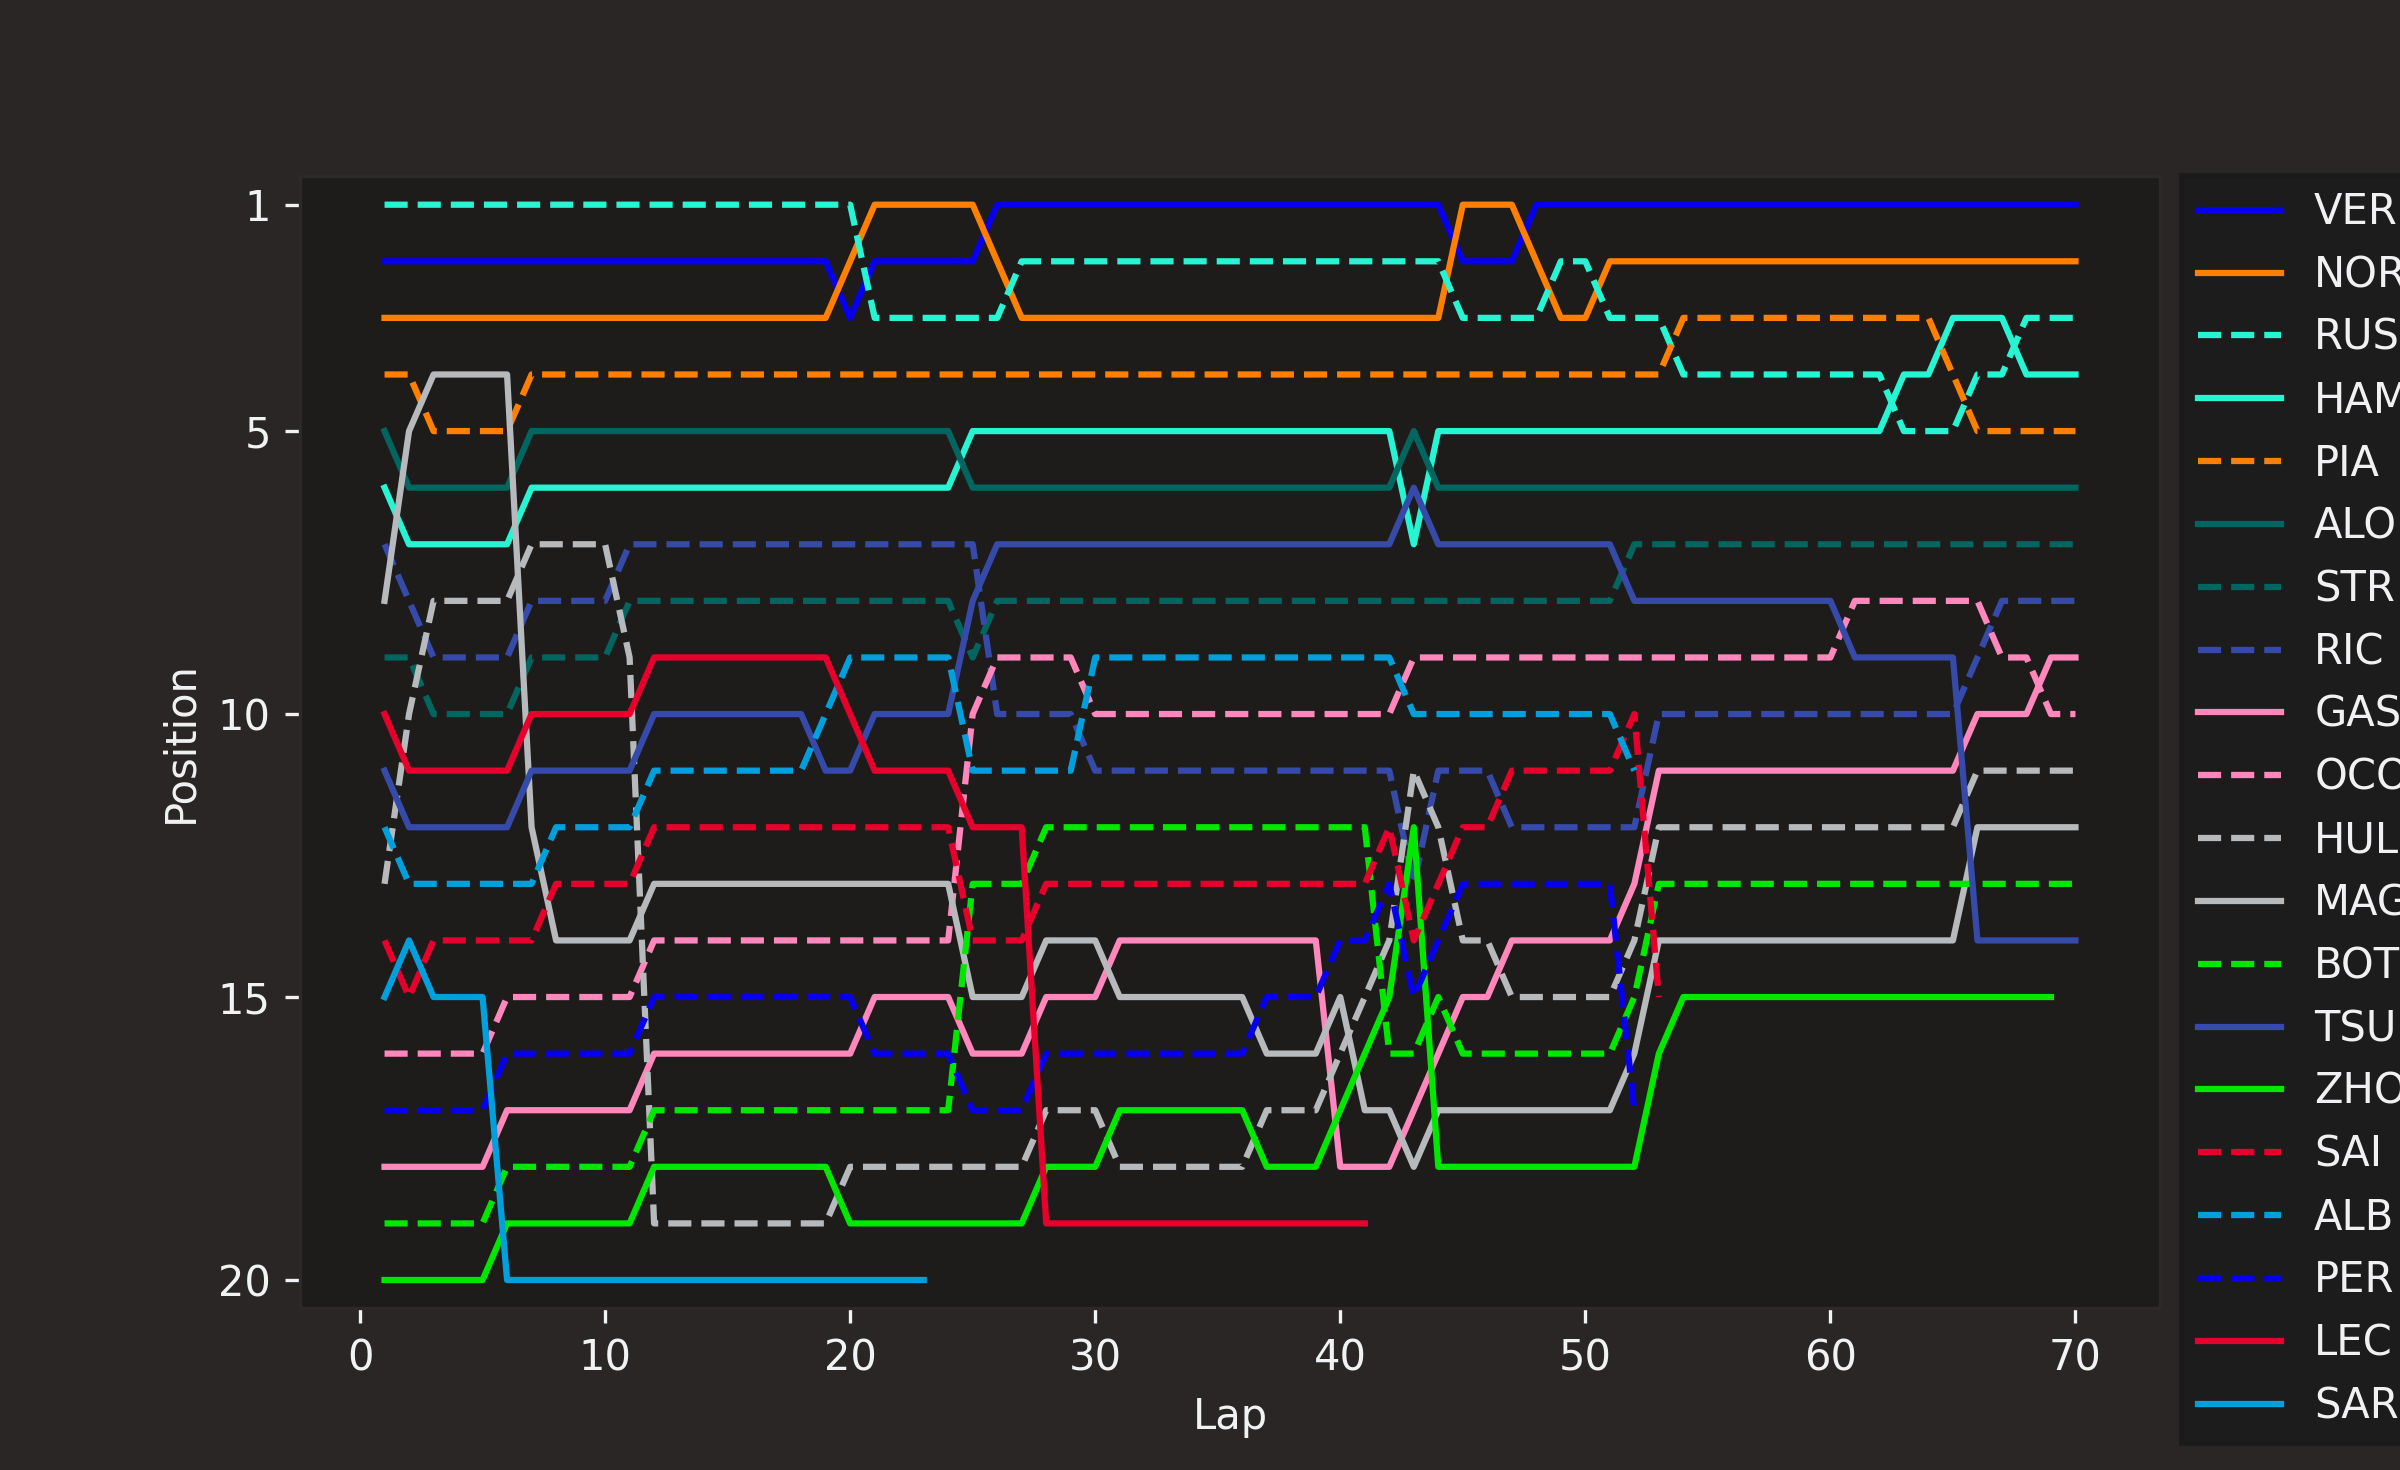 1
5
10
15
20
Position
0 10 20 30 40 50 60 70
Lap
VER
NOR
RUS
HAM
PIA
ALO
STR
RIC
GAS
OCO
HUL
MAG
BOT
TSU
ZHO
SAI
ALB
PER
LEC
SAR